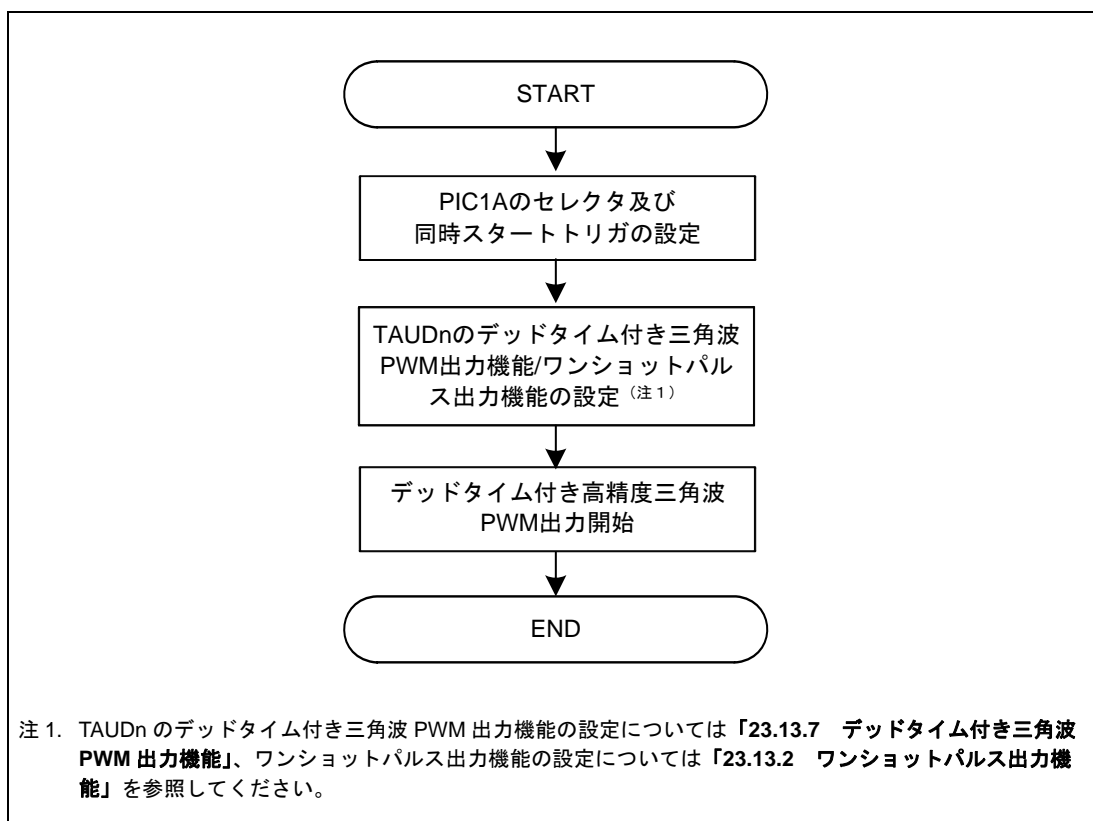 START
PIC1Aのセレクタ及び
同時スタートトリガの設定
TAUDnのデッドタイム付き三角波
PWM出力機能/ワンショットパル
ス出力機能の設定（注１）
デッドタイム付き高精度三角波
PWM出力開始
END
注 1. TAUDn のデッドタイム付き三角波 PWM 出力機能の設定については「23.13.7　デッドタイム付き三角波
PWM 出力機能」、ワンショットパルス出力機能の設定については「23.13.2　ワンショットパルス出力機
能」を参照してください。